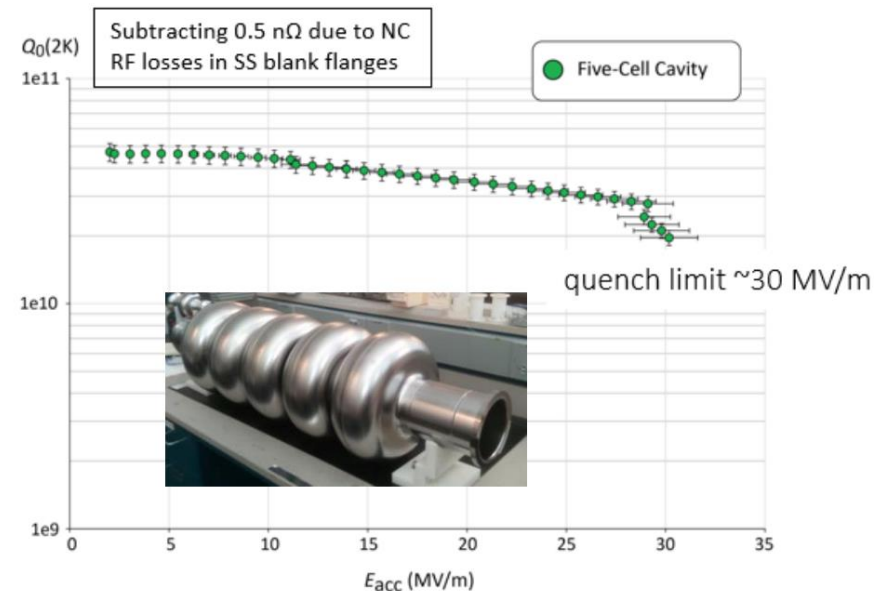 Subtracting 0.5 nΩ due to NC
RF losses in SS blank flanges
Q0(2K)
Five-Cell Cavity
1e11
1e10
1e9
quench limit ~30 MV/m
0 5 10 15 20 25 30 35
Eacc (MV/m)